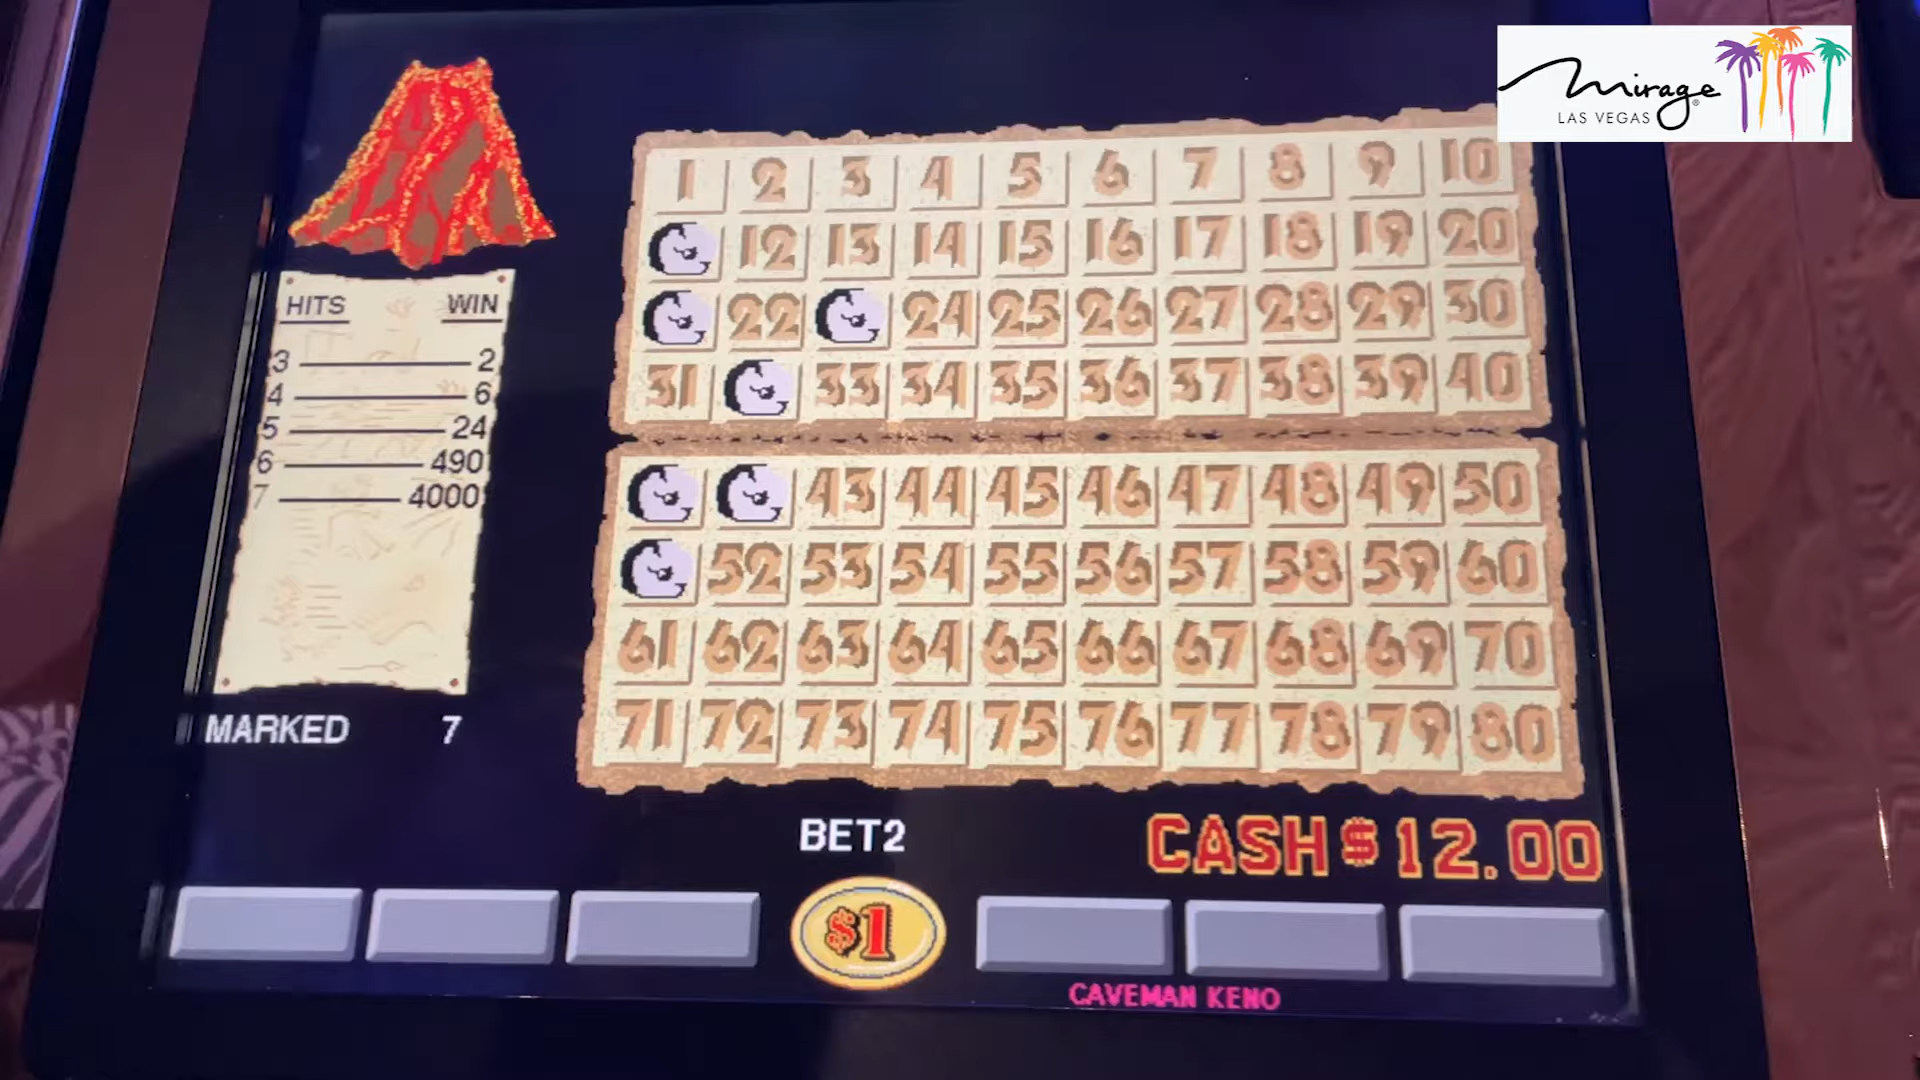 Mirage®
LAS VEGAS
HITS WIN
3 2
4 6
5 24
6 490
7 4000
MARKED 7
1 2 3 4 5 6 7 8 9 10
12 13 14 15 16 17 18 19 20
22 24 25 26 27 28 29 30
31 33 34 35 36 37 38 39 40
43 44 45 46 47 48 49 50
52 53 54 55 56 57 58 59 60
61 62 63 64 65 66 67 68 69 70
71 72 73 74 75 76 77 78 79 80
BET2
CASH $12.00
$1
CAVEMAN KENO